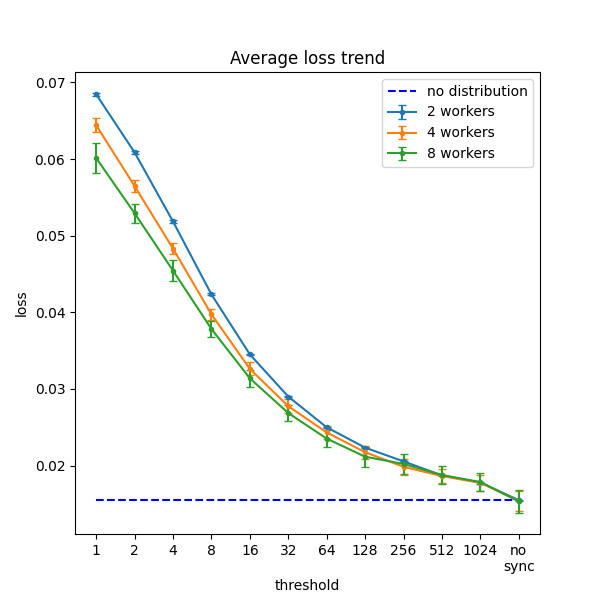 Average loss trend
0.07
0.06
0.05
0.04
0.03
0.02
loss
no distribution
2 workers
4 workers
8 workers
1 2 4 8 16 32 64 128 256 512 1024 no
sync
threshold